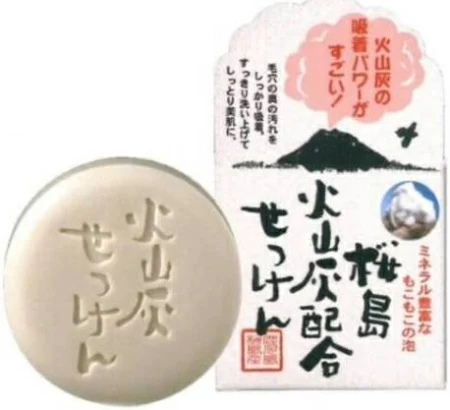 火山灰の
吸着パワーが
すごい！
毛穴の奥の汚れを
しっかり吸着。
すっきり洗い上げて
しっとり美肌に。
桜島
火山灰配合
せっけん
ミネラル豊富な
もこもこの泡
火山灰
せっけん